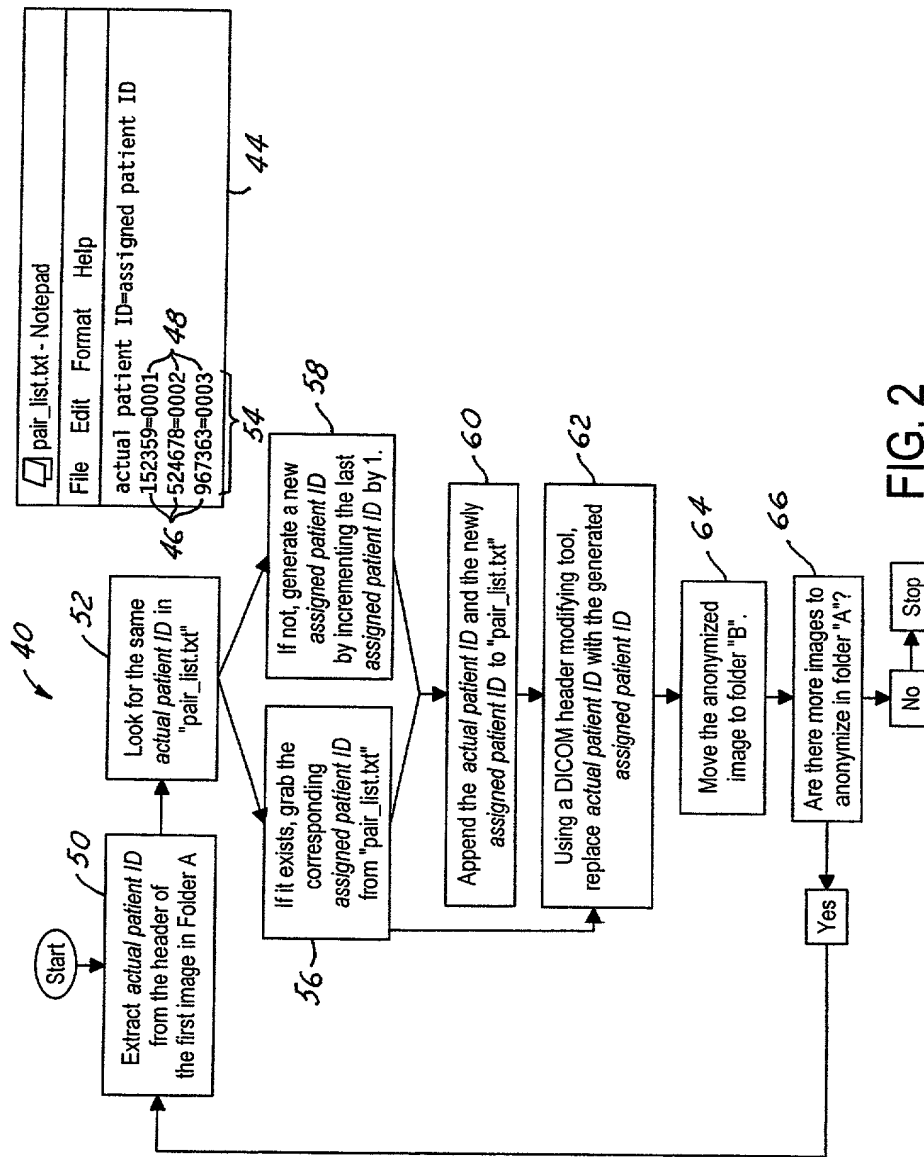 40
Start
50
Extract actual patient ID
from the header of
the first image in Folder A
52
Look for the same
actual patient ID in
"pair_list.txt"
pair_list.txt - Notepad
File Edit Format Help
actual patient ID=assigned patient ID
152359=0001
524678=0002
967363=0003
46
48
54
44
56
If it exists, grab the
corresponding
assigned patient ID
from "pair_list.txt"
58
If not, generate a new
assigned patient ID
by incrementing the last
assigned patient ID by 1.
60
Append the actual patient ID and the newly
assigned patient ID to "pair_list.txt"
62
Using a DICOM header modifying tool,
replace actual patient ID with the generated
assigned patient ID
64
Move the anonymized
image to folder "B".
66
Are there more images to
anonymize in folder "A"?
Yes
No
Stop
FIG. 2